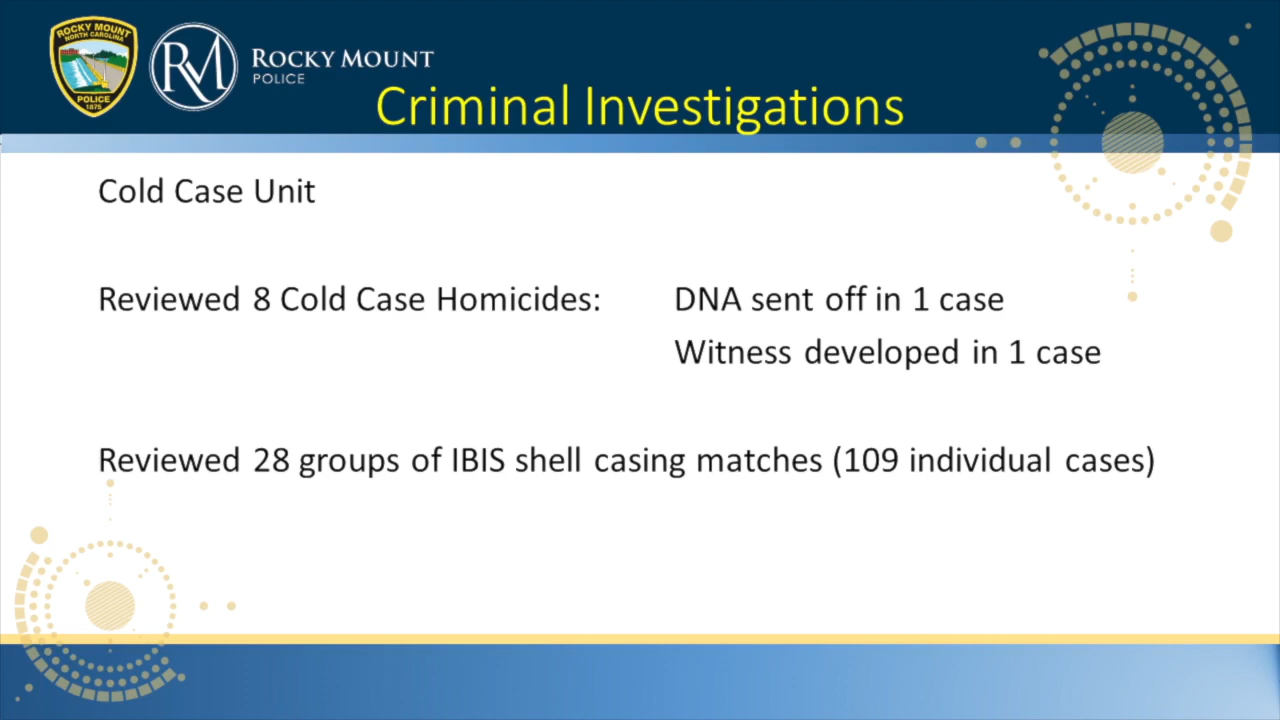 ROCKY MOUNT
NORTH CAROLINA
POLICE
1875
RM
ROCKY MOUNT
POLICE
Criminal Investigations
Cold Case Unit
Reviewed 8 Cold Case Homicides: DNA sent off in 1 case
Witness developed in 1 case
Reviewed 28 groups of IBIS shell casing matches (109 individual cases)